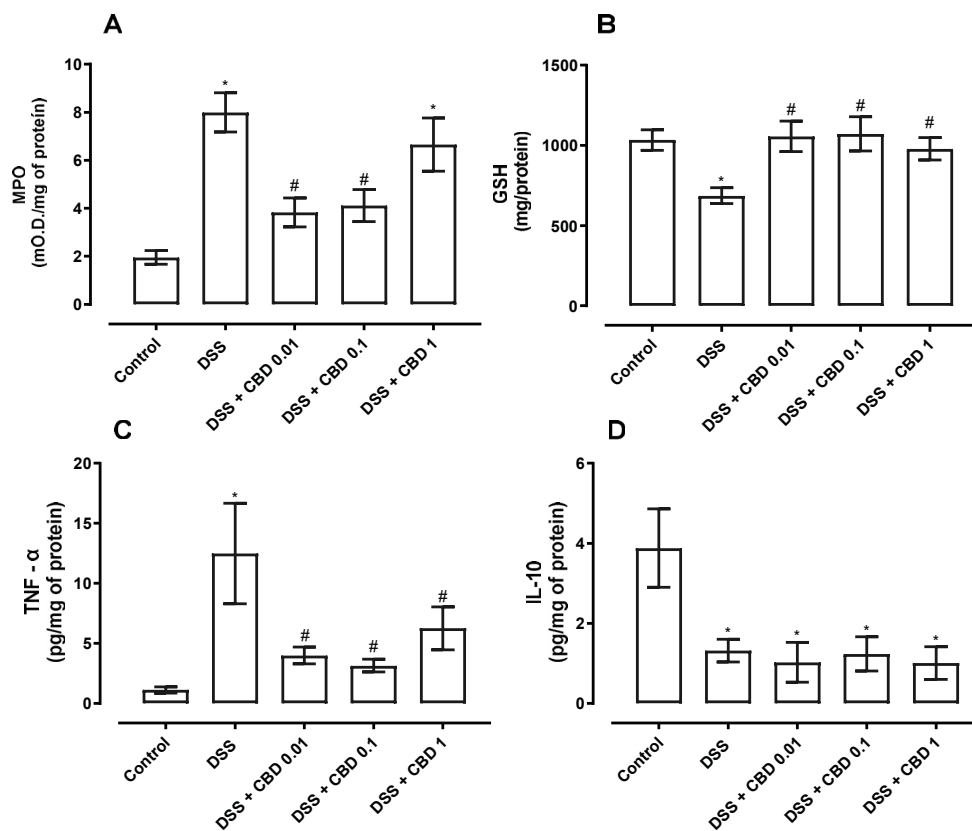 A
MPO
(mO.D./mg of protein)
10
8
6
4
2
0
*
#
#
*
Control
DSS
DSS + CBD 0.01
DSS + CBD 0.1
DSS + CBD 1
B
GSH
(mg/protein)
1500
1000
500
0
*
#
#
#
Control
DSS
DSS + CBD 0.01
DSS + CBD 0.1
DSS + CBD 1
C
TNF - α
(pg/mg of protein)
20
15
10
5
0
*
#
#
#
Control
DSS
DSS + CBD 0.01
DSS + CBD 0.1
DSS + CBD 1
D
IL-10
(pg/mg of protein)
6
4
2
0
*
*
*
*
Control
DSS
DSS + CBD 0.01
DSS + CBD 0.1
DSS + CBD 1